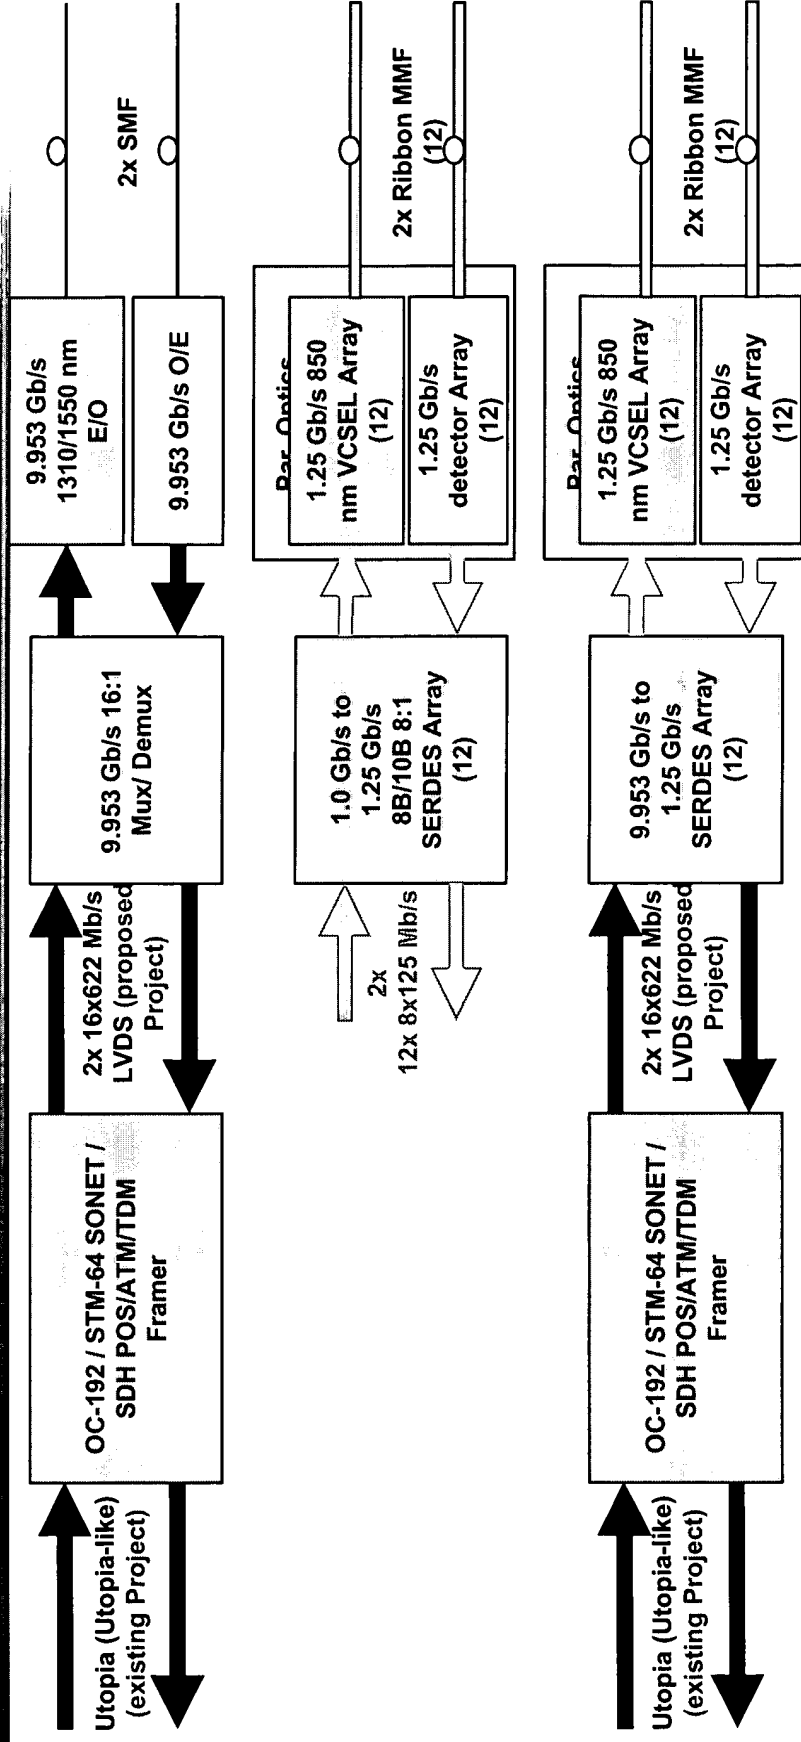 Utopia (Utopia-like)
(existing Project)
OC-192 / STM-64 SONET /
SDH POS/ATM/TDM
Framer
2x 16x622 Mb/s
LVDS (proposed
Project)
9.953 Gb/s 16:1
Mux/ Demux
9.953 Gb/s
1310/1550 nm
E/O
9.953 Gb/s O/E
2x SMF
2x
12x 8x125 Mb/s
1.0 Gb/s to
1.25 Gb/s
8B/10B 8:1
SERDES Array
(12)
Par. Optics
1.25 Gb/s 850
nm VCSEL Array
(12)
1.25 Gb/s
detector Array
(12)
2x Ribbon MMF
(12)
Utopia (Utopia-like)
(existing Project)
OC-192 / STM-64 SONET /
SDH POS/ATM/TDM
Framer
2x 16x622 Mb/s
LVDS (proposed
Project)
9.953 Gb/s to
1.25 Gb/s
SERDES Array
(12)
Par. Optics
1.25 Gb/s 850
nm VCSEL Array
(12)
1.25 Gb/s
detector Array
(12)
2x Ribbon MMF
(12)